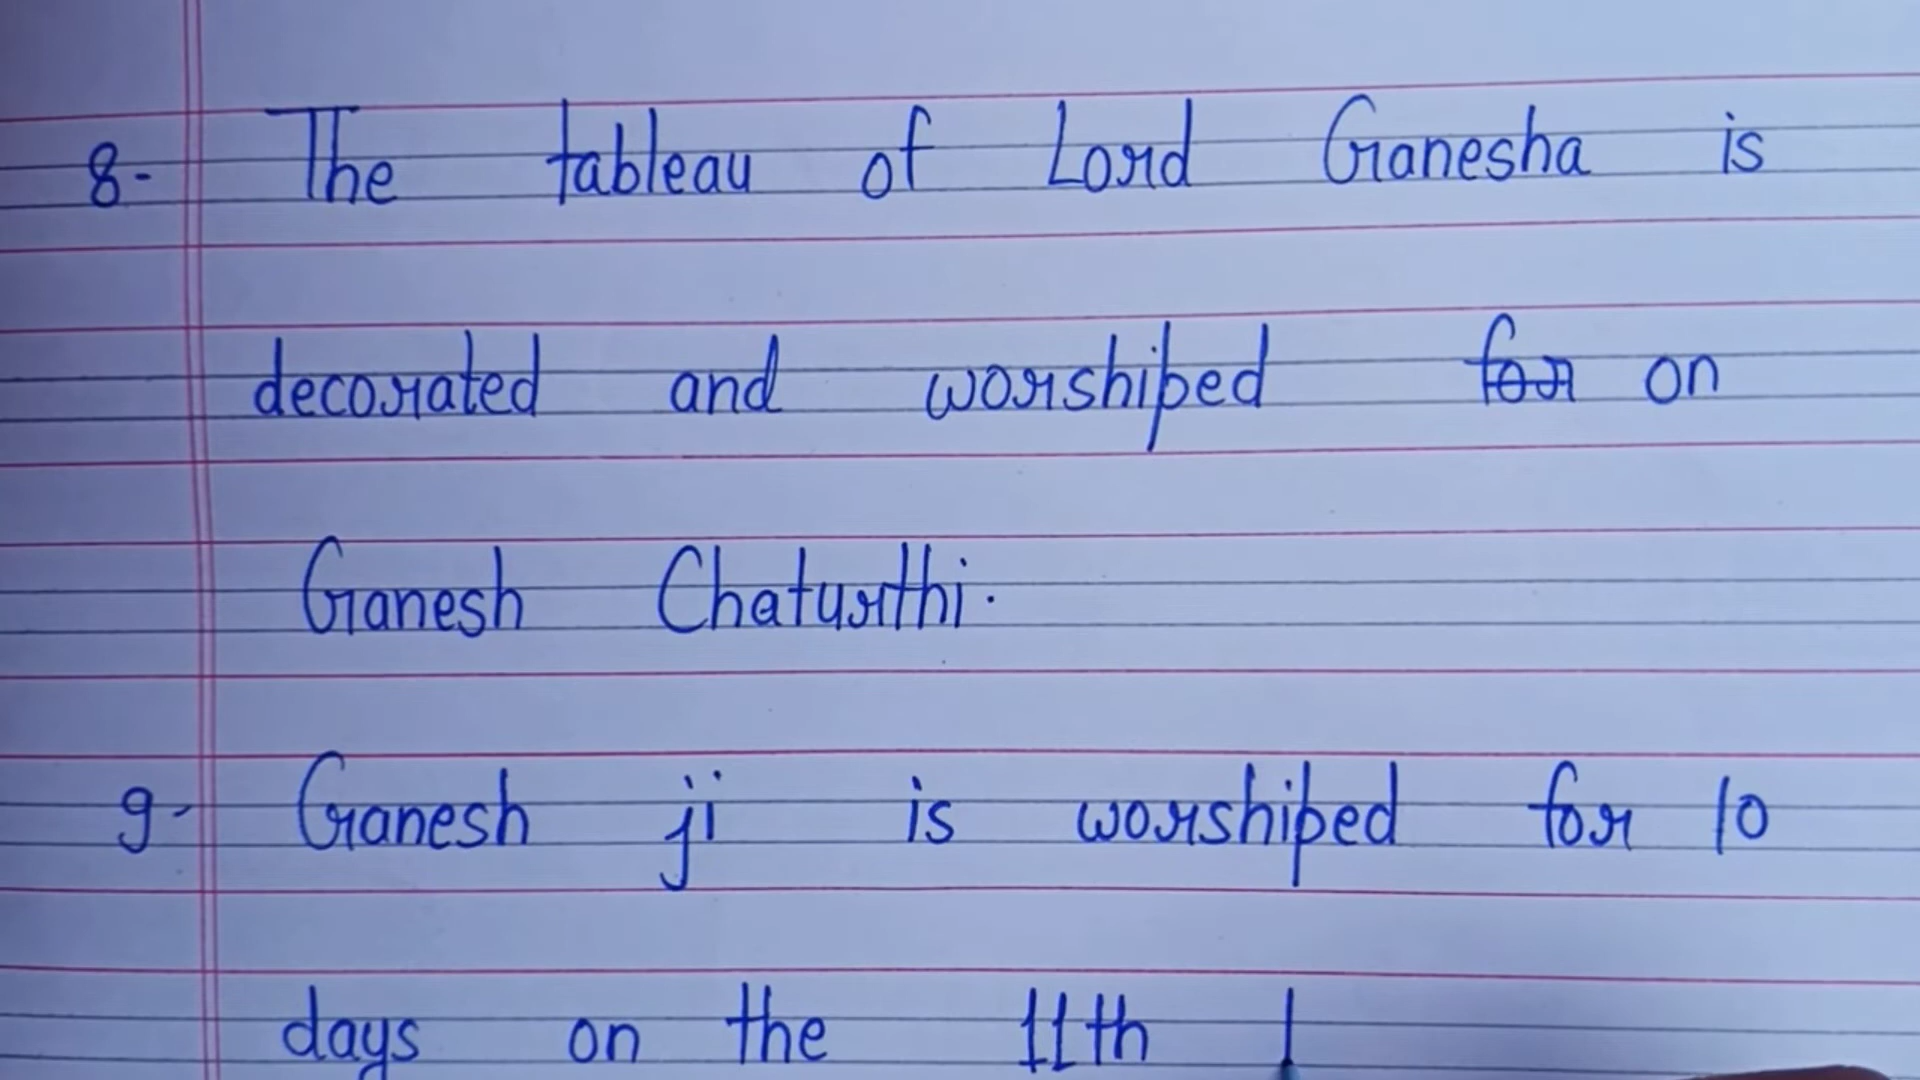 8- The tableau of Lord Ganesha is
decorated and worshiped for on
Ganesh Chaturthi.
9- Ganesh ji is worshiped for 10
days on the 11th